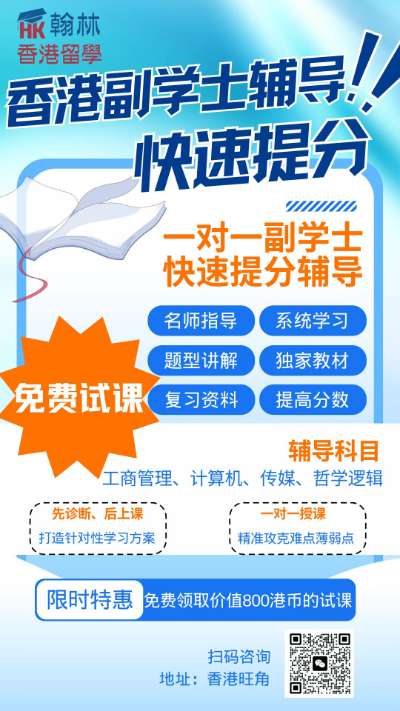 HK 翰林
香港留學
香港副学士辅导!!
快速提分
一对一副学士
快速提分辅导
名师指导
系统学习
题型讲解
独家教材
复习资料
提高分数
免费试课
辅导科目
工商管理、计算机、传媒、哲学逻辑
先诊断、后上课
打造针对性学习方案
一对一授课
精准攻克难点薄弱点
限时特惠
免费领取价值800港币的试课
扫码咨询
地址：香港旺角